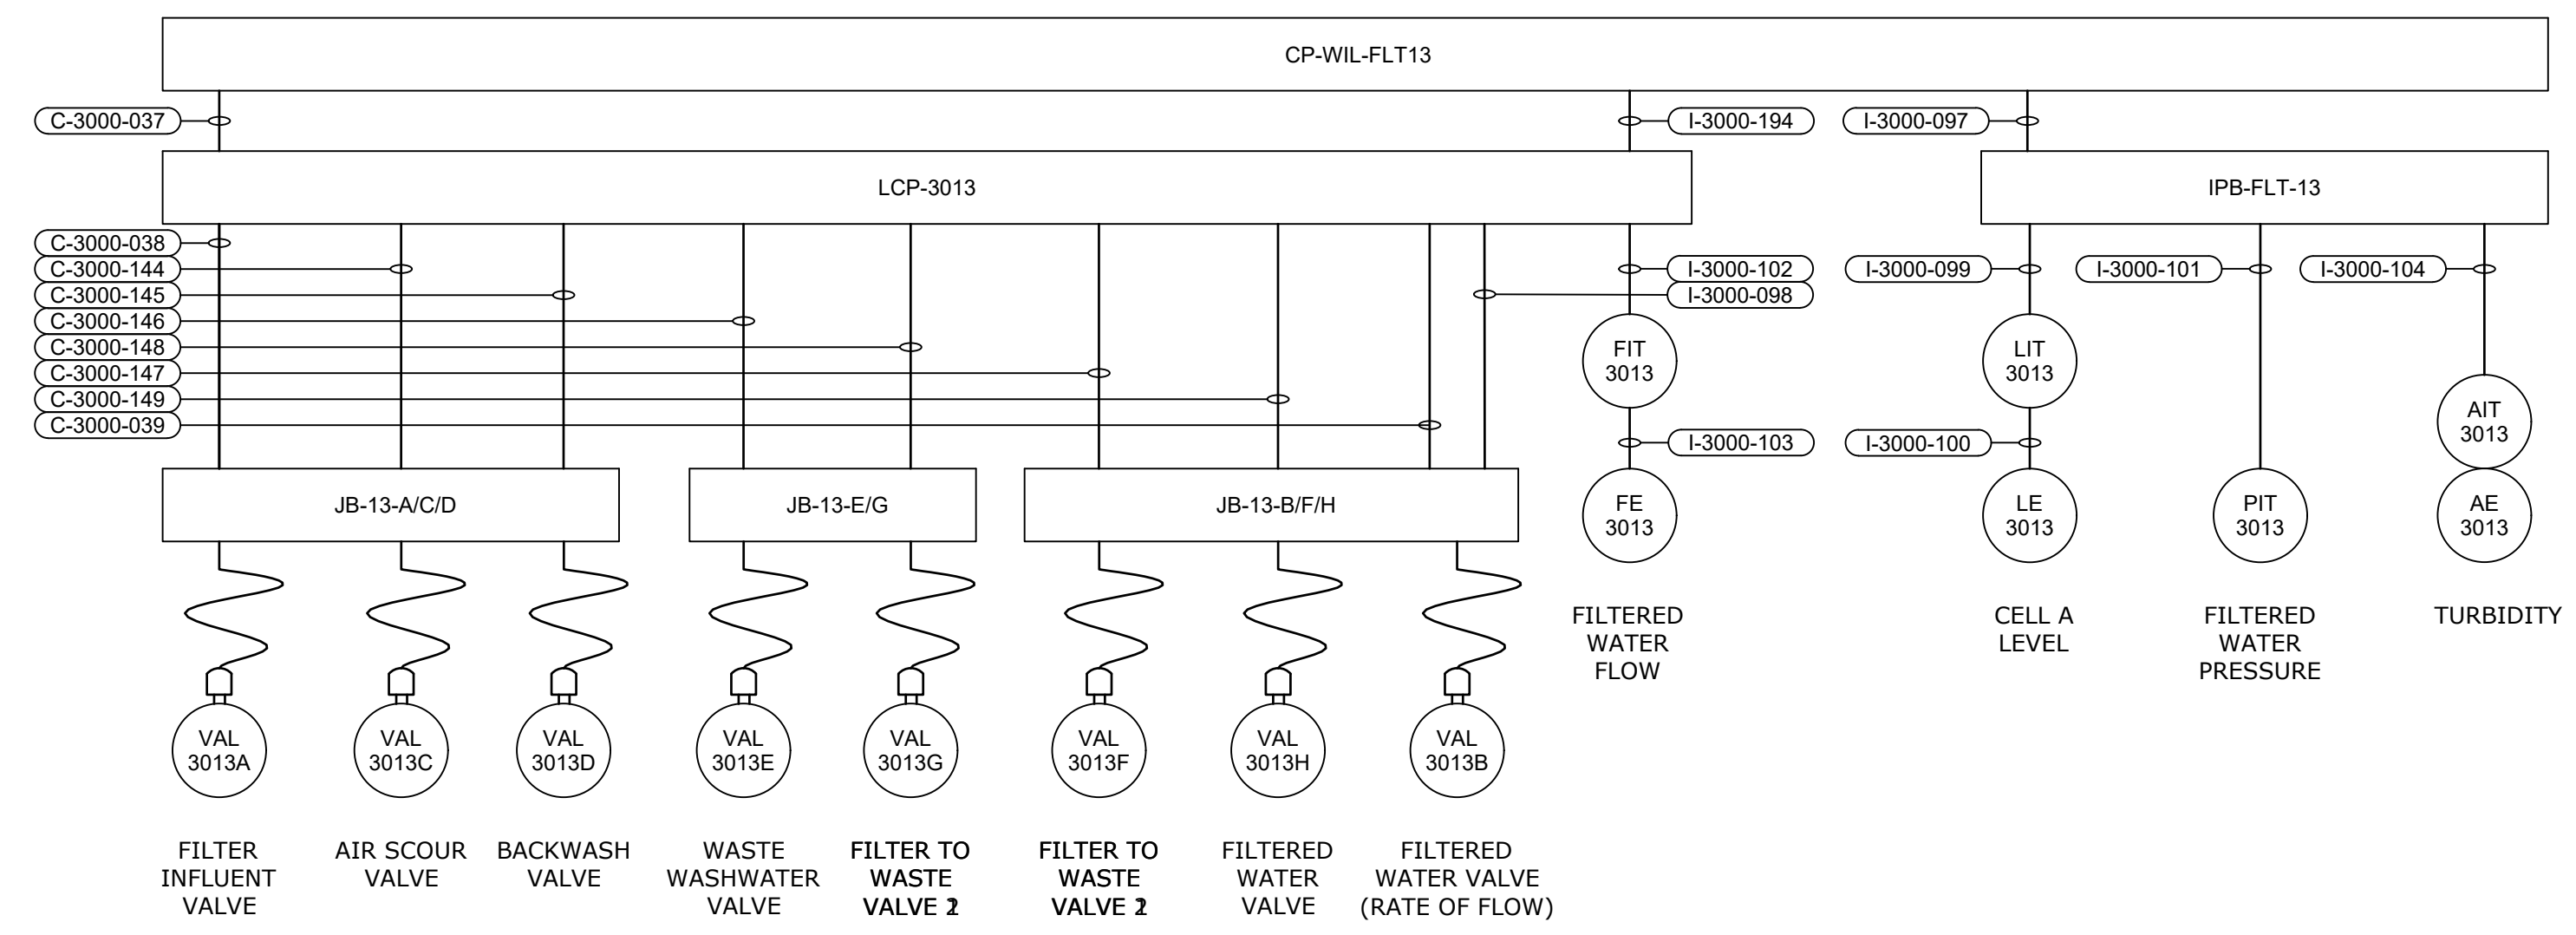 CP-WIL-FLT13
C-3000-037
I-3000-194
I-3000-097
LCP-3013
IPB-FLT-13
C-3000-038
C-3000-144
C-3000-145
C-3000-146
C-3000-148
C-3000-147
C-3000-149
C-3000-039
I-3000-102
I-3000-098
I-3000-099
I-3000-101
I-3000-104
FIT
3013
LIT
3013
AIT
3013
I-3000-103
I-3000-100
JB-13-A/C/D
JB-13-E/G
JB-13-B/F/H
FE
3013
LE
3013
PIT
3013
AE
3013
FILTERED
WATER
FLOW
CELL A
LEVEL
FILTERED
WATER
PRESSURE
TURBIDITY
VAL
3013A
VAL
3013C
VAL
3013D
VAL
3013E
VAL
3013G
VAL
3013F
VAL
3013H
VAL
3013B
FILTER
INFLUENT
VALVE
AIR SCOUR
VALVE
BACKWASH
VALVE
WASTE
WASHWATER
VALVE
FILTER TO
WASTE
VALVE
FILTER TO
WASTE
VALVE
FILTERED
WATER
VALVE
FILTERED
WATER VALVE
(RATE OF FLOW)